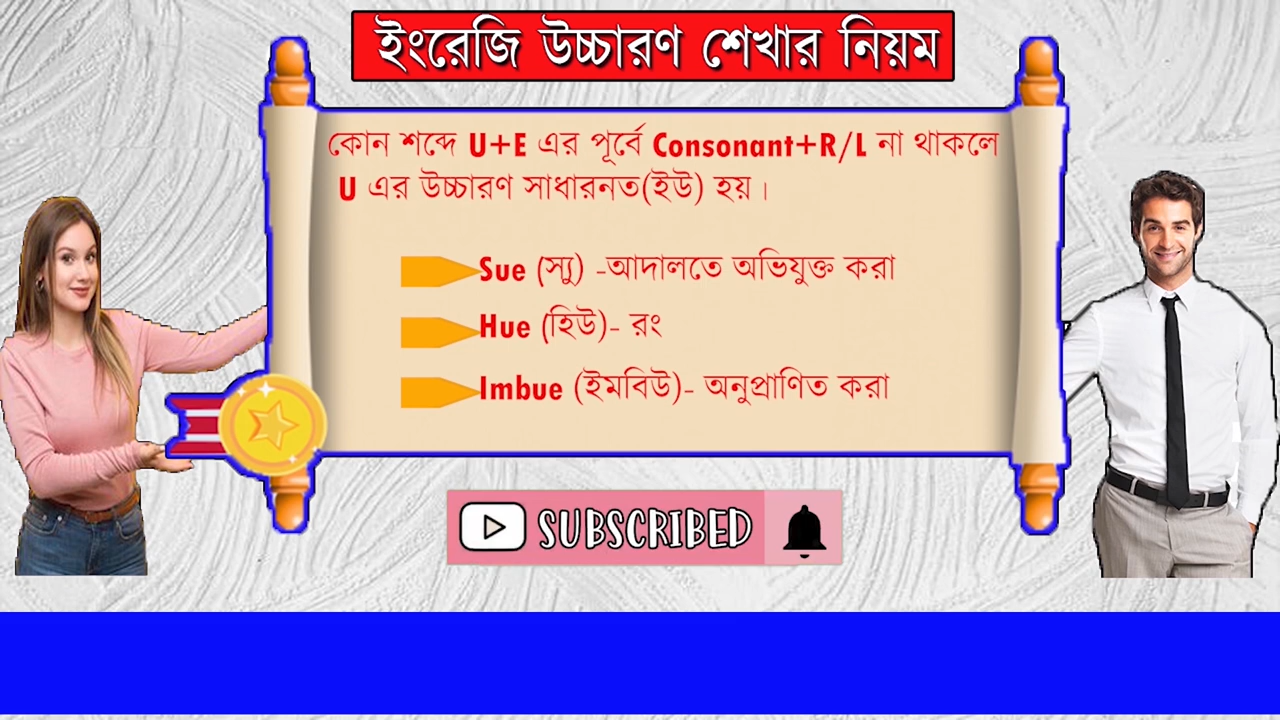 ইংরেজি উচ্চারণ শেখার নিয়ম
কোন শব্দে U+E এর পূর্বে Consonant+R/L না থাকলে
U এর উচ্চারণ সাধারনত(ইউ) হয়।
Sue (স্যু) -আদালতে অভিযুক্ত করা
Hue (হিউ)- রং
Imbue (ইমবিউ)- অনুপ্রাণিত করা
SUBSCRIBED